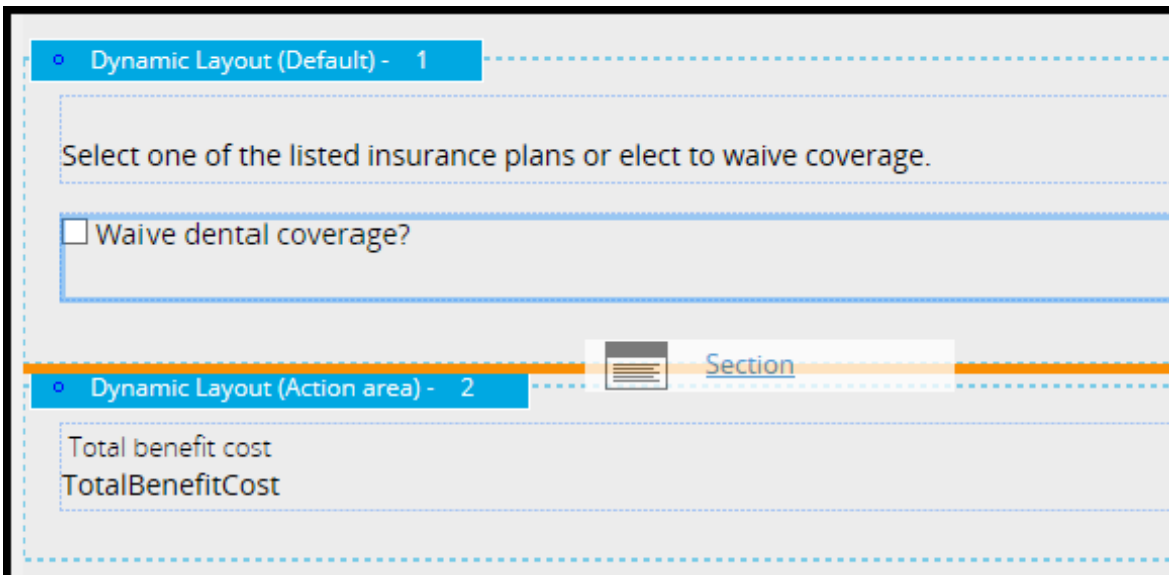 Dynamic Layout (Default) - 1
Select one of the listed insurance plans or elect to waive coverage.
Waive dental coverage?
Section
Dynamic Layout (Action area) - 2
Total benefit cost
TotalBenefitCost